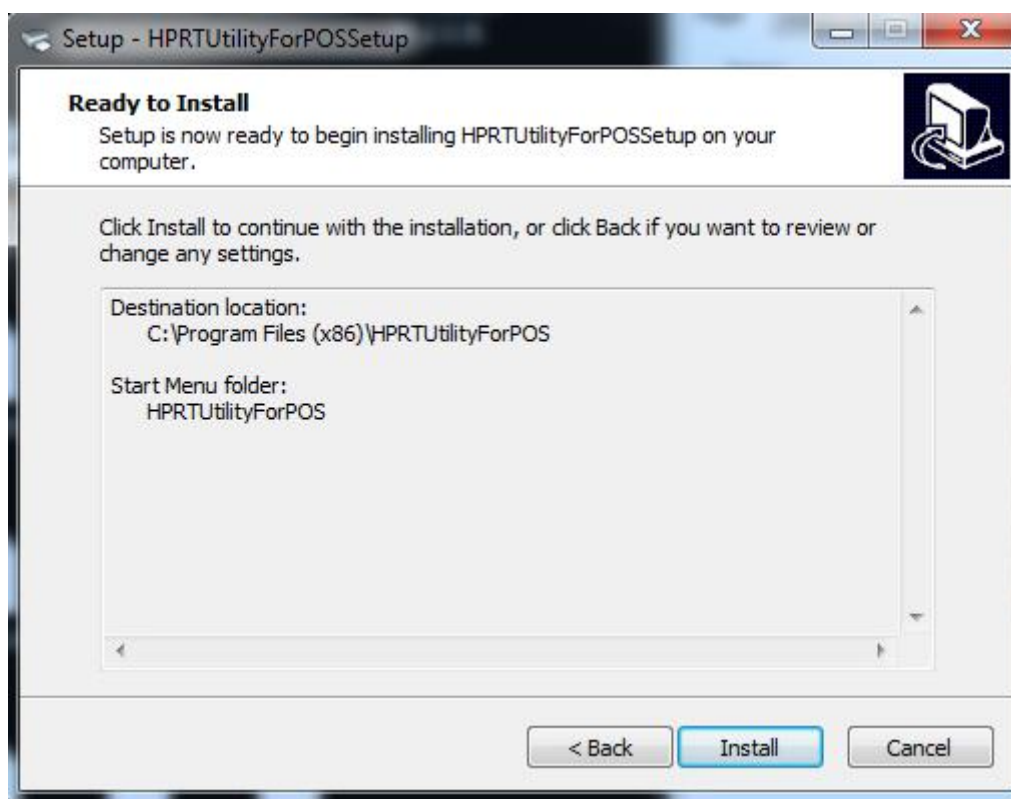 Setup - HPRTUtilityForPOSSetup
Ready to Install
Setup is now ready to begin installing HPRTUtilityForPOSSetup on your
computer.
Click Install to continue with the installation, or click Back if you want to review or
change any settings.
Destination location:
C:\Program Files (x86)\HPRTUtilityForPOS
Start Menu folder:
HPRTUtilityForPOS
< Back
Install
Cancel